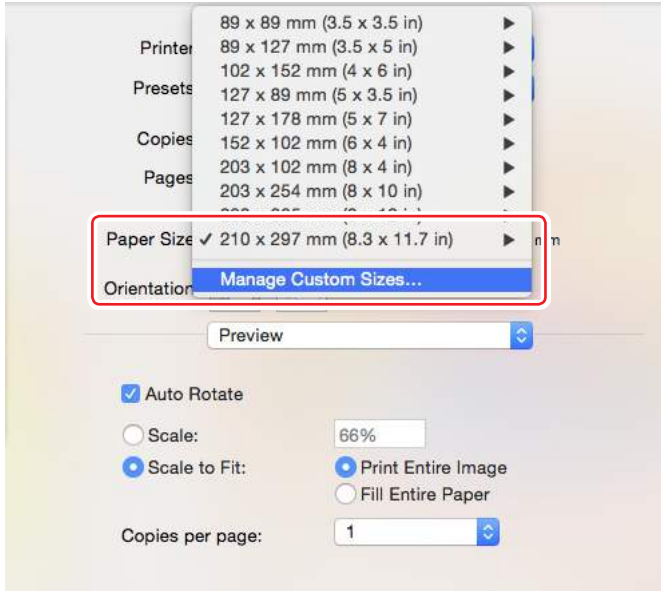 89 x 89 mm (3.5 x 3.5 in)
Printer 89 x 127 mm (3.5 x 5 in)
102 x 152 mm (4 x 6 in)
Presets 127 x 89 mm (5 x 3.5 in)
127 x 178 mm (5 x 7 in)
Copies 152 x 102 mm (6 x 4 in)
203 x 102 mm (8 x 4 in)
Pages 203 x 254 mm (8 x 10 in)
Paper Size ✓ 210 x 297 mm (8.3 x 11.7 in)
Manage Custom Sizes...
Orientation
Preview
Auto Rotate
Scale: 66%
Scale to Fit: Print Entire Image
Fill Entire Paper
Copies per page: 1